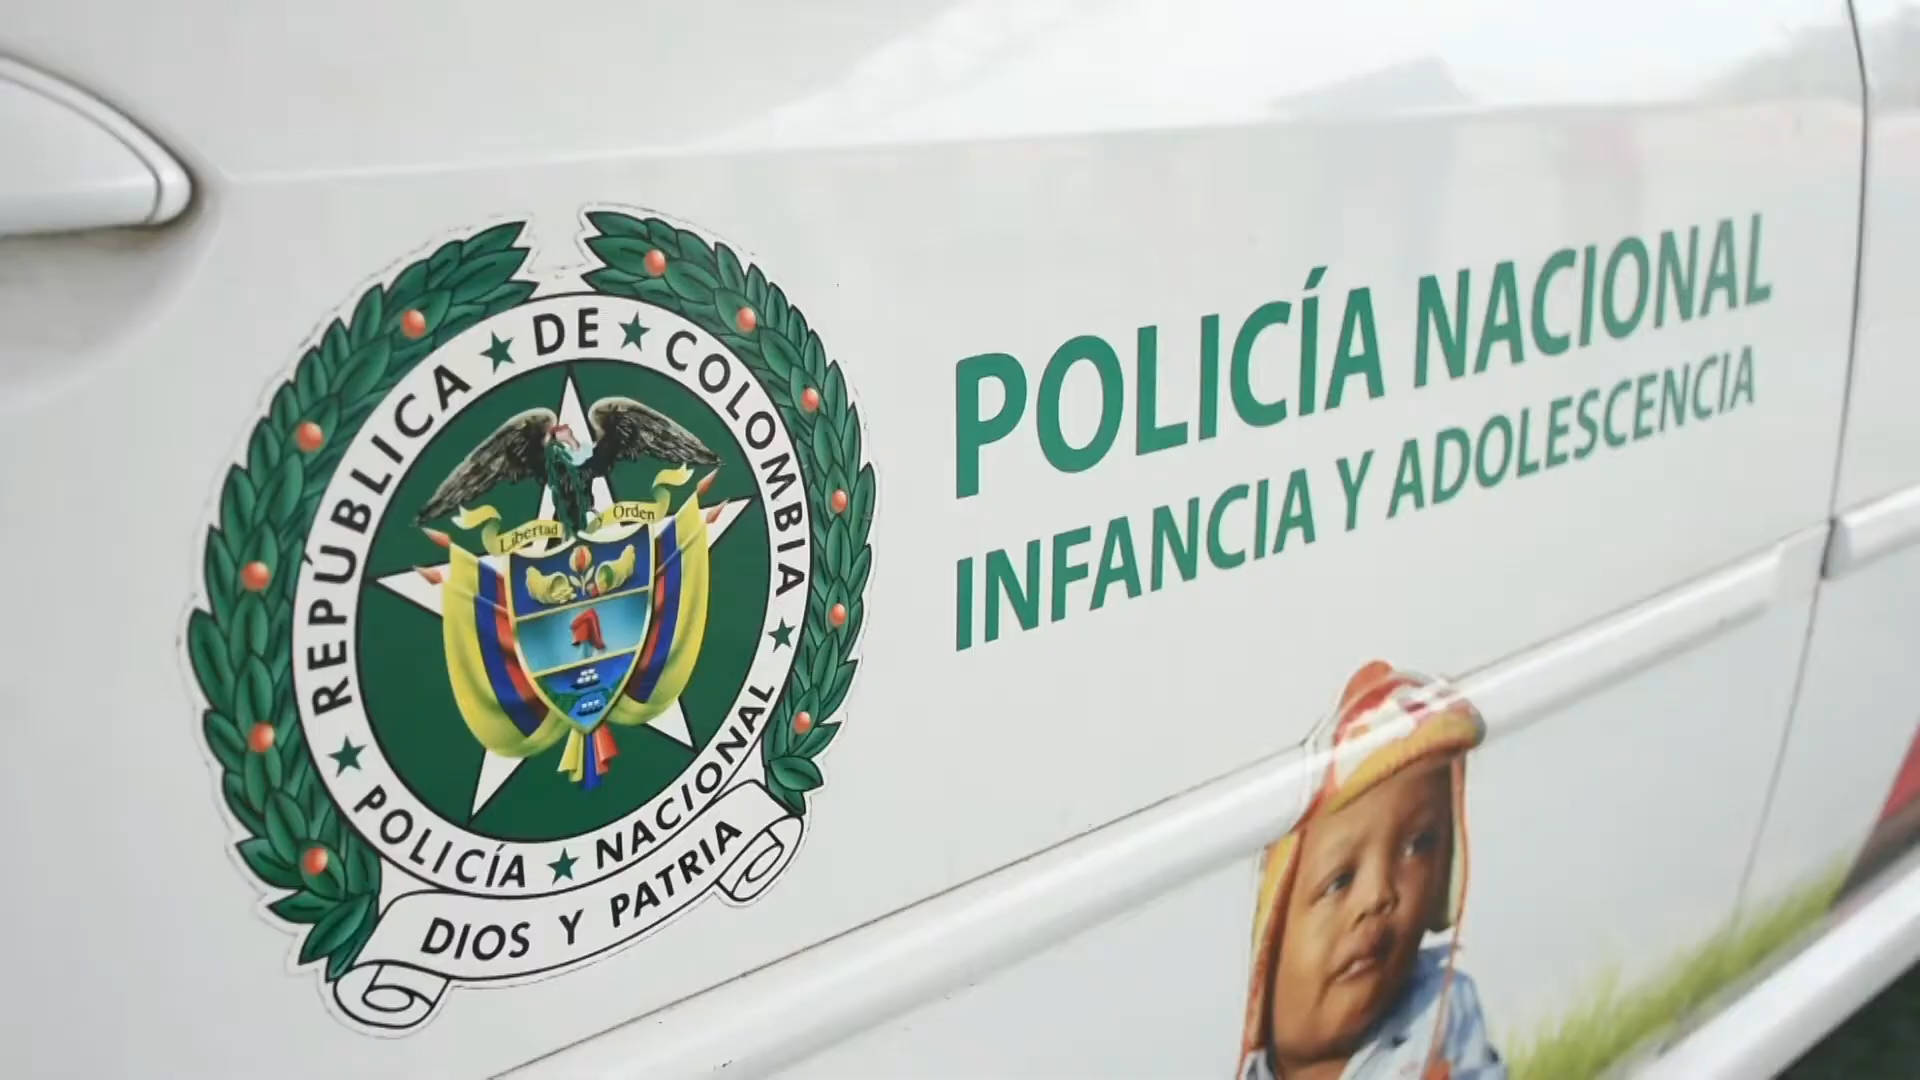 REPÚBLICA ★ DE ★ COLOMBIA
POLICÍA ★ NACIONAL
Libertad y Orden
DIOS Y PATRIA
POLICÍA NACIONAL
INFANCIA Y ADOLESCENCIA